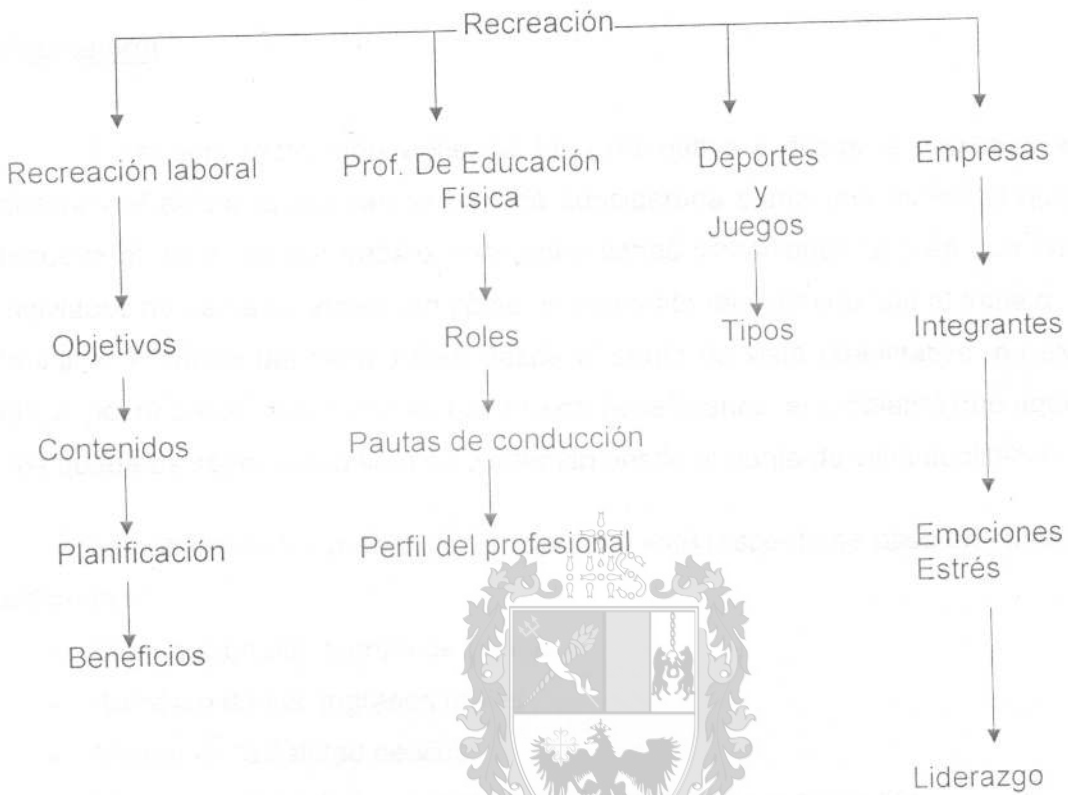 Recreación
Recreación laboral
Prof. De Educación
Física
Deportes
y
Juegos
Empresas
Objetivos
Roles
Tipos
Integrantes
Contenidos
Pautas de conducción
Planificación
Perfil del profesional
Emociones
Estrés
Beneficios
Liderazgo